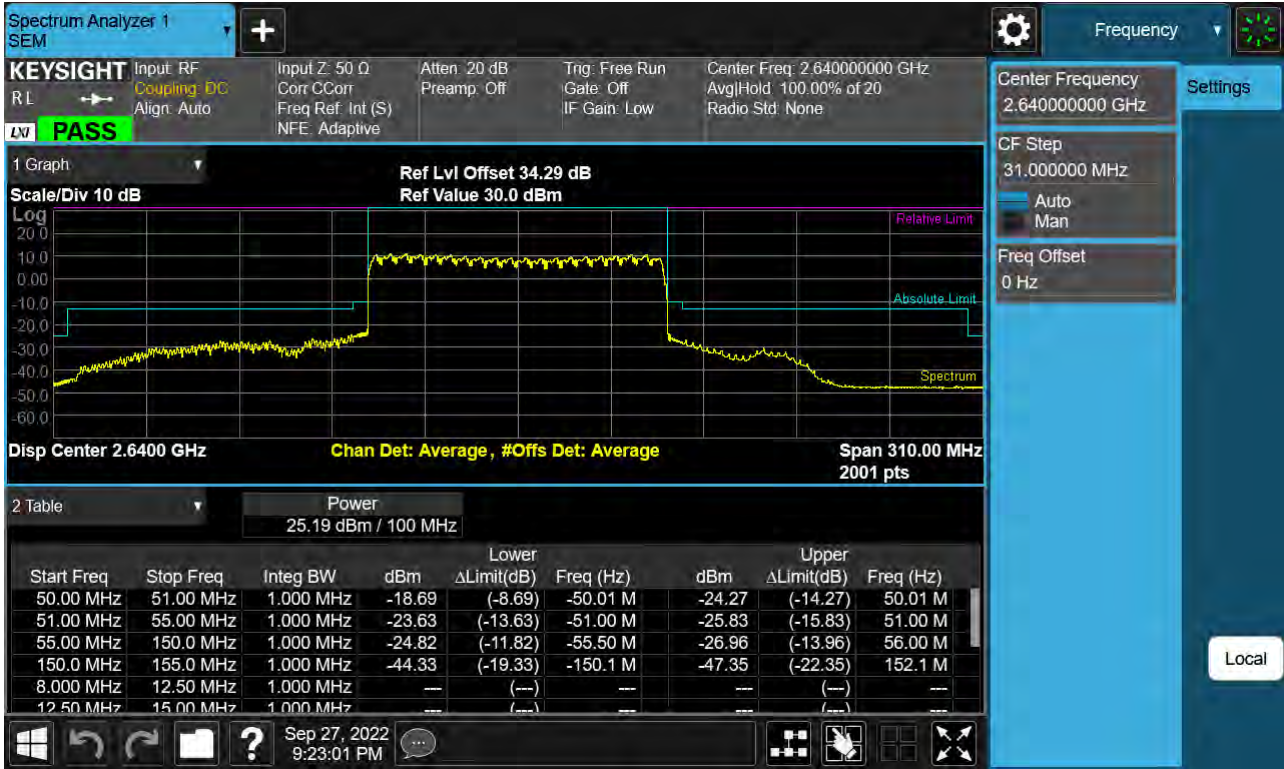 Spectrum Analyzer 1
SEM
Frequency
KEYSIGHT
Input: RF
Coupling: DC
Align: Auto
Input Z: 50 Ω
Corr CCorr
Freq Ref: Int (S)
NFE: Adaptive
Atten: 20 dB
Preamp: Off
Trig: Free Run
Gate: Off
IF Gain: Low
Center Freq: 2.640000000 GHz
Avg|Hold: 100.00% of 20
Radio Std: None
R L
LXI PASS
Center Frequency
2.640000000 GHz
Settings
CF Step
31.000000 MHz
Auto
Man
Freq Offset
0 Hz
Local
1 Graph
Scale/Div 10 dB
Ref Lvl Offset 34.29 dB
Ref Value 30.0 dBm
Log
20.0
10.0
0.00
-10.0
-20.0
-30.0
-40.0
-50.0
-60.0
Relative Limit
Absolute Limit
Spectrum
Disp Center 2.6400 GHz
Chan Det: Average , #Offs Det: Average
Span 310.00 MHz
2001 pts
2 Table
Power
25.19 dBm / 100 MHz
Lower Upper
Start Freq Stop Freq Integ BW dBm ΔLimit(dB) Freq (Hz) dBm ΔLimit(dB) Freq (Hz)
50.00 MHz 51.00 MHz 1.000 MHz -18.69 (-8.69) -50.01 M -24.27 (-14.27) 50.01 M
51.00 MHz 55.00 MHz 1.000 MHz -23.63 (-13.63) -51.00 M -25.83 (-15.83) 51.00 M
55.00 MHz 150.0 MHz 1.000 MHz -24.82 (-11.82) -55.50 M -26.96 (-13.96) 56.00 M
150.0 MHz 155.0 MHz 1.000 MHz -44.33 (-19.33) -150.1 M -47.35 (-22.35) 152.1 M
8.000 MHz 12.50 MHz 1.000 MHz --- (---) --- --- (---) ---
12.50 MHz 15.00 MHz 1.000 MHz --- (---) --- --- (---) ---
?
Sep 27, 2022
9:23:01 PM